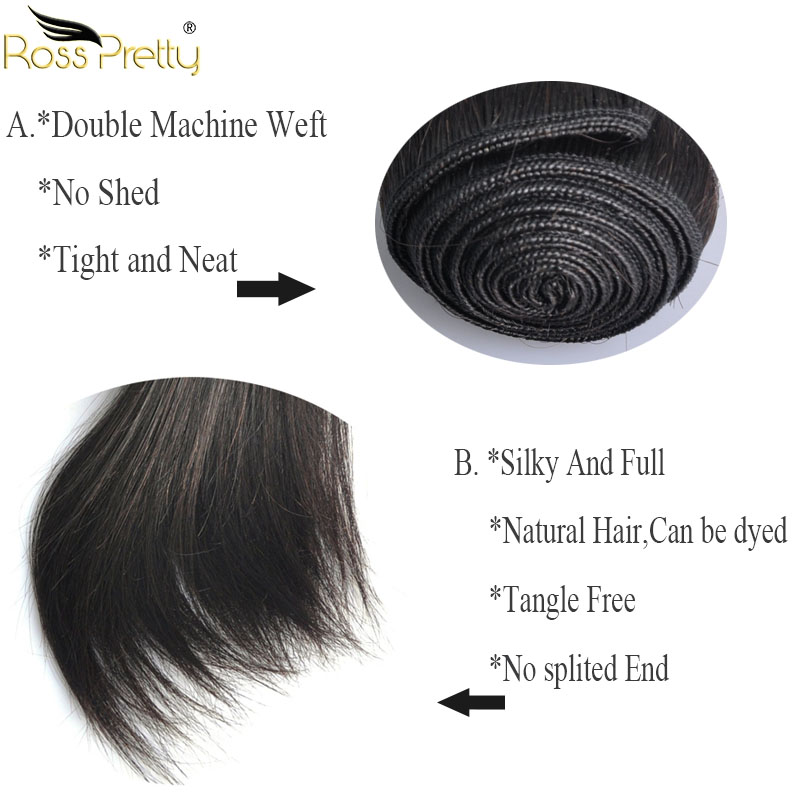 Ross Pretty®
A.*Double Machine Weft
*No Shed
*Tight and Neat
B. *Silky And Full
*Natural Hair,Can be dyed
*Tangle Free
*No splited End